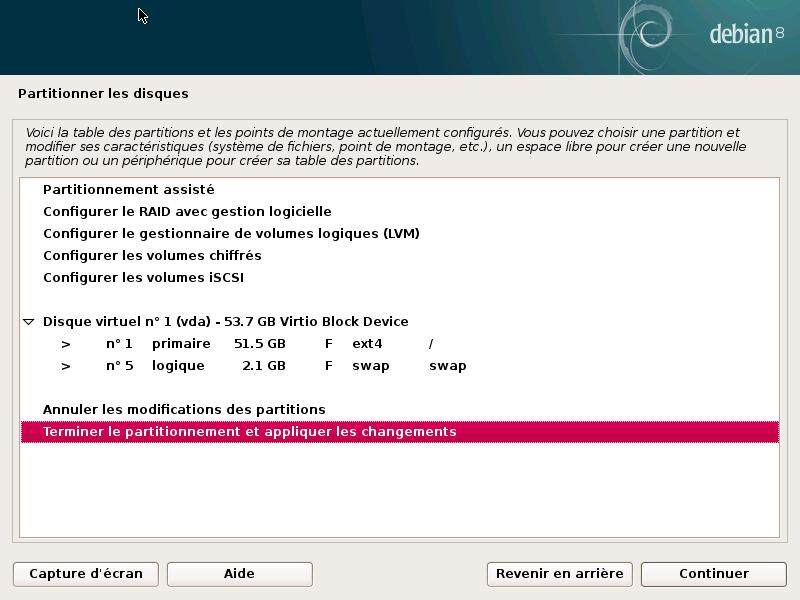 debian 8
Partitionner les disques
Voici la table des partitions et les points de montage actuellement configurés. Vous pouvez choisir une partition et
modifier ses caractéristiques (système de fichiers, point de montage, etc.), un espace libre pour créer une nouvelle
partition ou un périphérique pour créer sa table des partitions.
Partitionnement assisté
Configurer le RAID avec gestion logicielle
Configurer le gestionnaire de volumes logiques (LVM)
Configurer les volumes chiffrés
Configurer les volumes iSCSI
Disque virtuel n° 1 (vda) - 53.7 GB Virtio Block Device
> n° 1 primaire 51.5 GB F ext4 /
> n° 5 logique 2.1 GB F swap swap
Annuler les modifications des partitions
Terminer le partitionnement et appliquer les changements
Capture d'écran Aide Revenir en arrière Continuer